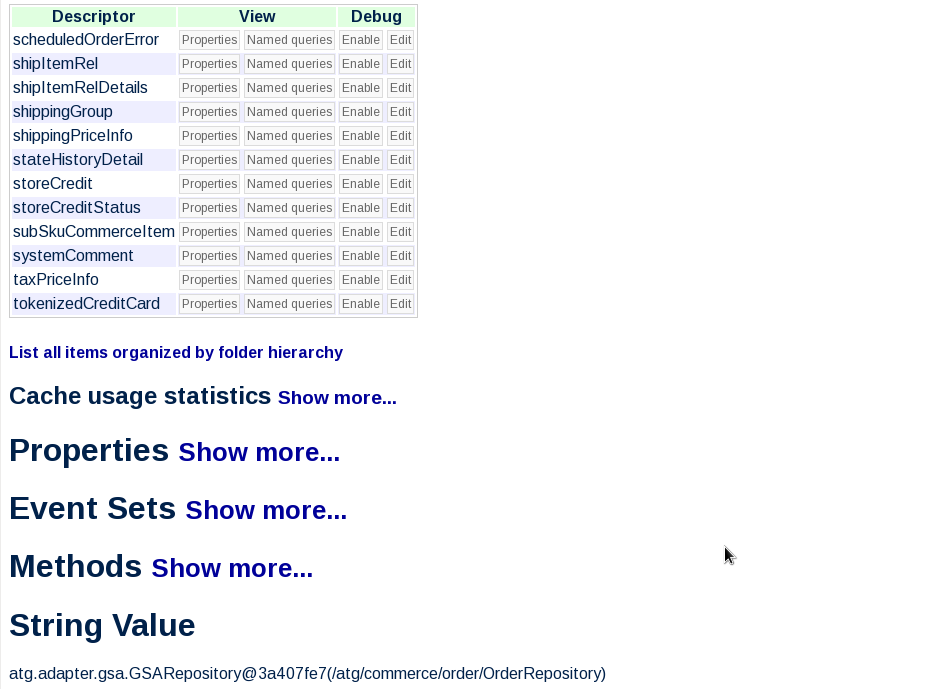 Descriptor View Debug
scheduledOrderError Properties Named queries Enable Edit
shipItemRel Properties Named queries Enable Edit
shipItemRelDetails Properties Named queries Enable Edit
shippingGroup Properties Named queries Enable Edit
shippingPriceInfo Properties Named queries Enable Edit
stateHistoryDetail Properties Named queries Enable Edit
storeCredit Properties Named queries Enable Edit
storeCreditStatus Properties Named queries Enable Edit
subSkuCommerceItem Properties Named queries Enable Edit
systemComment Properties Named queries Enable Edit
taxPriceInfo Properties Named queries Enable Edit
tokenizedCreditCard Properties Named queries Enable Edit
List all items organized by folder hierarchy
Cache usage statistics Show more...
Properties Show more...
Event Sets Show more...
Methods Show more...
String Value
atg.adapter.gsa.GSARepository@3a407fe7(/atg/commerce/order/OrderRepository)